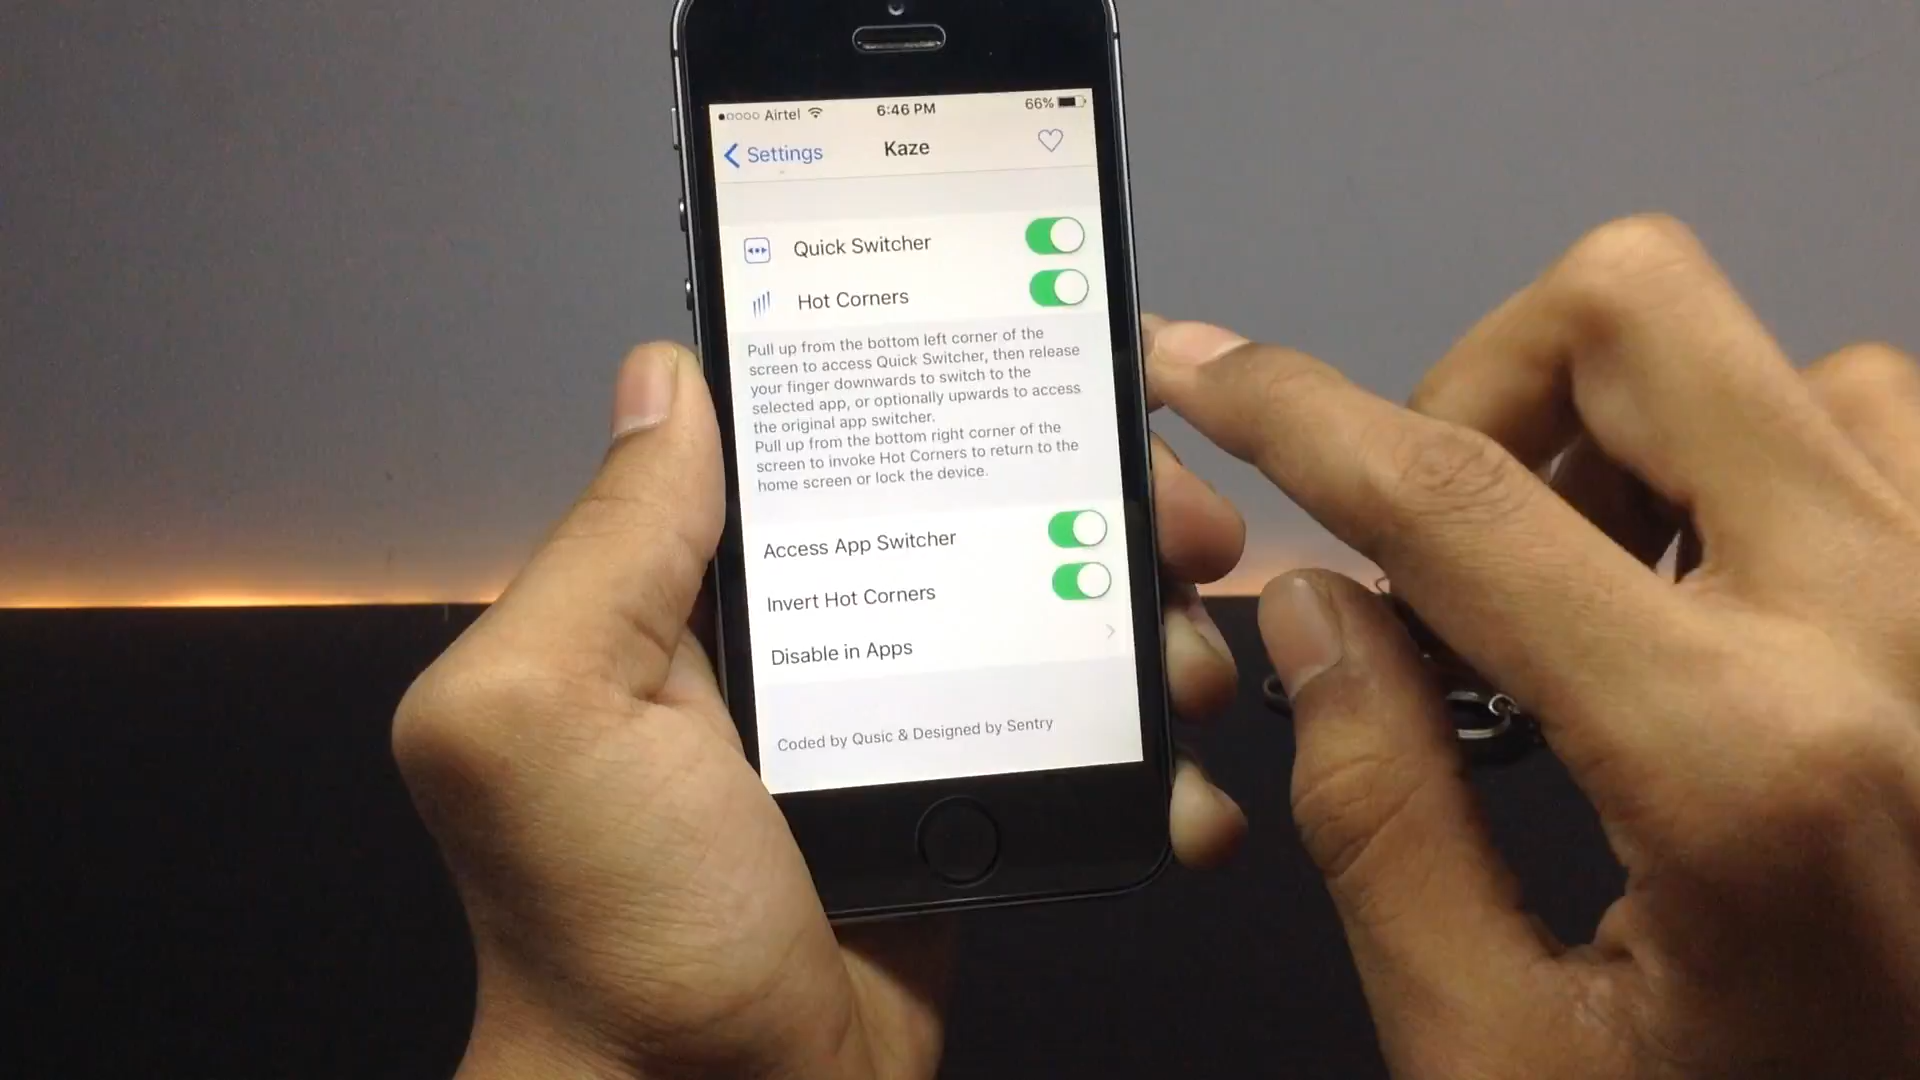 Airtel 6:46 PM 66%
Settings Kaze
Quick Switcher
Hot Corners
Pull up from the bottom left corner of the
screen to access Quick Switcher, then release
your finger downwards to switch to the
selected app, or optionally upwards to access
the original app switcher.
Pull up from the bottom right corner of the
screen to invoke Hot Corners to return to the
home screen or lock the device.
Access App Switcher
Invert Hot Corners
Disable in Apps
Coded by Qusic & Designed by Sentry